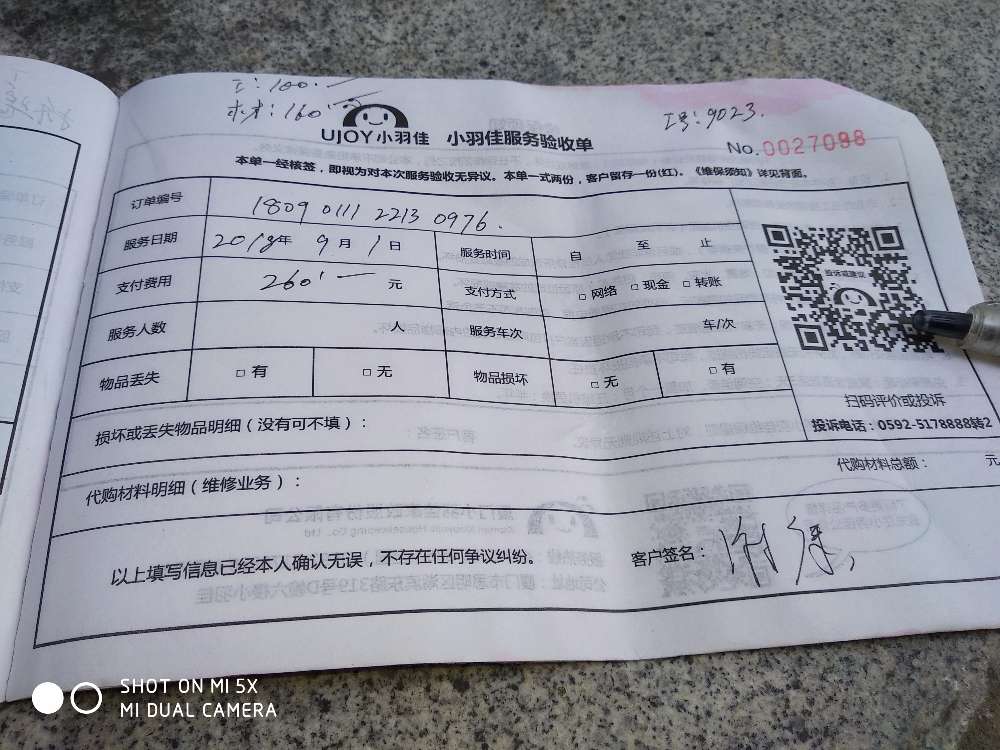 工：100.一
木才：160.一
工号：9023.
UJOY小羽佳 小羽佳服务验收单
No.0027098
本单一经核签，即视为对本次服务验收无异议。本单一式两份，客户留存一份(红)。《维保须知》详见背面。
订单编号 1809 0111 2213 0976.
服务日期 2018年 9月 1日 服务时间 自 至 止
支付费用 260.一 元 支付方式 □网络 □现金 □转账
服务人数 人 服务车次 车/次
投诉或建议
物品丢失 □有 □无 物品损坏 □无 □有
扫码评价或投诉
投诉电话：0592-5178888转2
损坏或丢失物品明细（没有可不填）：
代购材料明细（维修业务）： 代购材料总额： 元
以上填写信息已经本人确认无误，不存在任何争议纠纷。 客户签名：
SHOT ON MI 5X
MI DUAL CAMERA